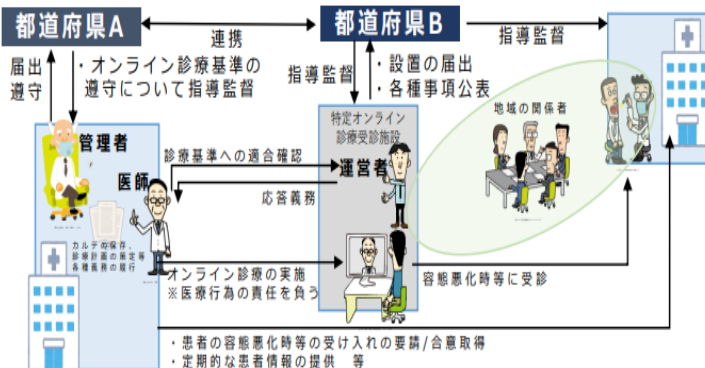 都道府県A
連携
都道府県B
指導監督
届出
遵守
・オンライン診療基準の
遵守について指導監督
指導監督
・設置の届出
・各種事項公表
地域の関係者
特定オンライン
診療受診施設
運営者
管理者
医師
診療基準への適合確認
応答義務
カルテの保存、
診療計画の策定等
各種義務の履行
オンライン診療の実施
※医療行為の責任を負う
容態悪化時等に受診
・患者の容態悪化時等の受け入れの要請/合意取得
・定期的な患者情報の提供　等